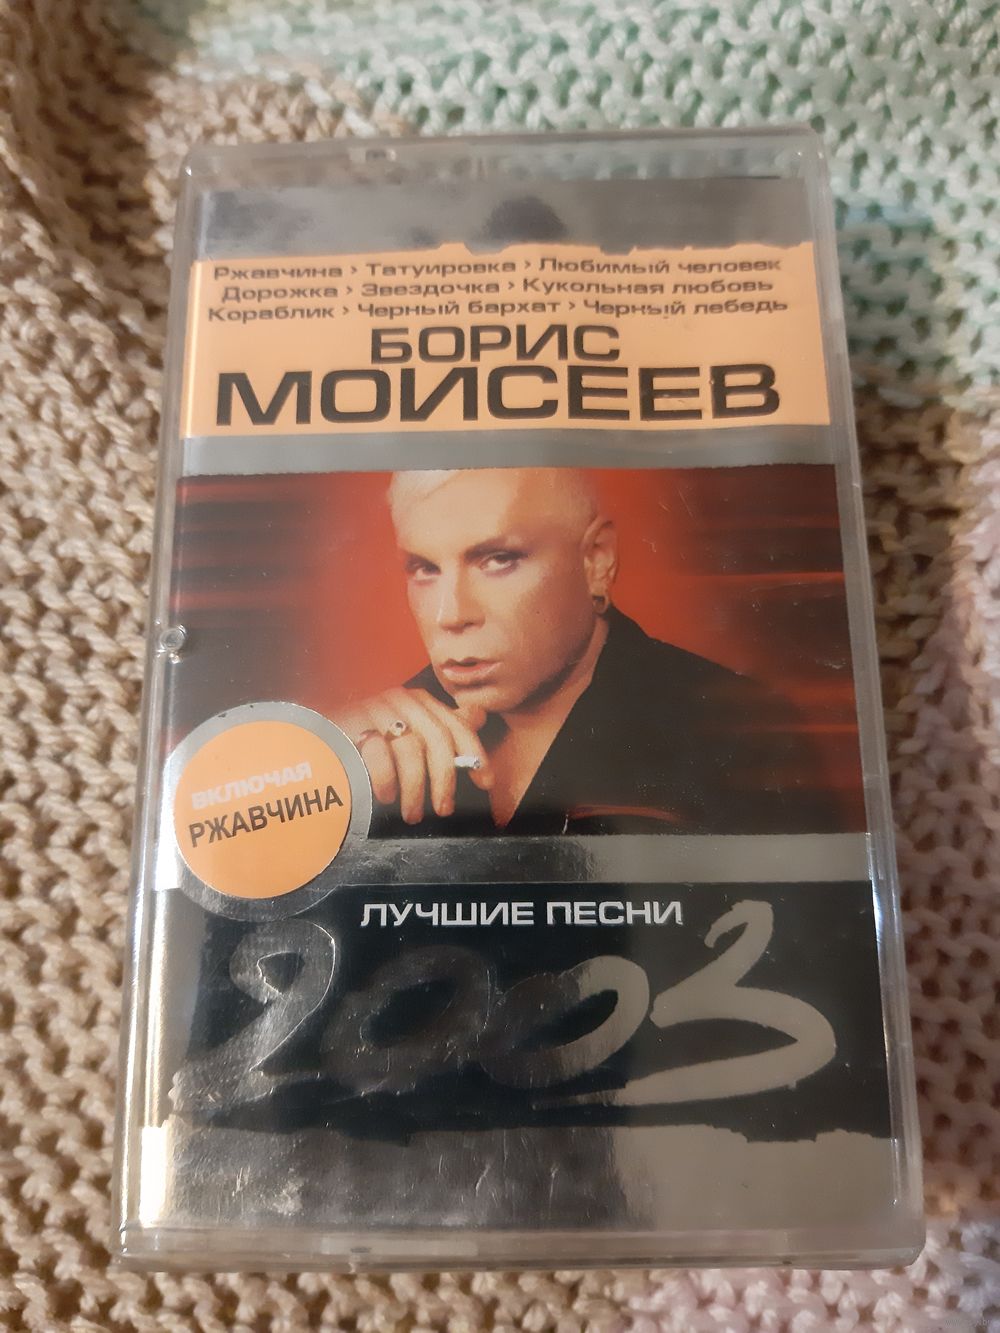 Ржавчина > Татуировка > Любимый человек
Дорожка > Звездочка > Кукольная любовь
Кораблик > Черный бархат > Черный лебедь
БОРИС
МОИСЕЕВ
ВКЛЮЧАЯ
РЖАВЧИНА
ЛУЧШИЕ ПЕСНИ
2003